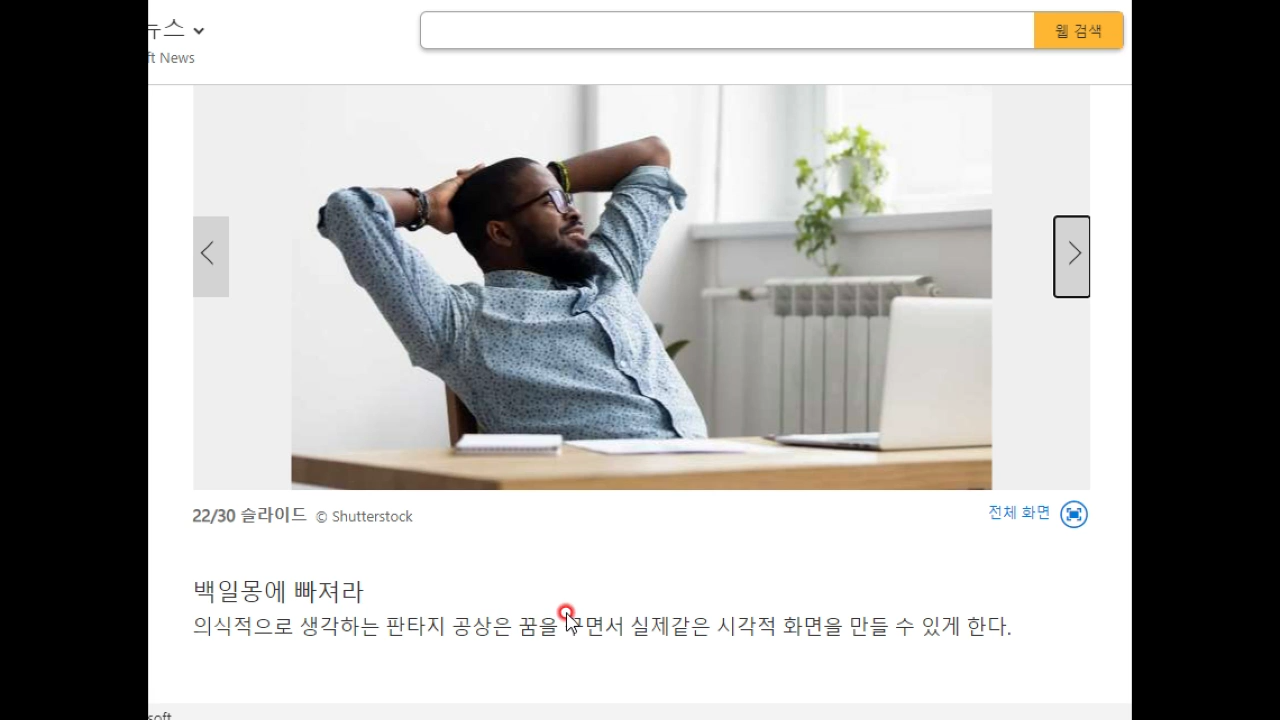 뉴스
ft News
웹 검색
22/30 슬라이드 © Shutterstock
전체 화면
백일몽에 빠져라
의식적으로 생각하는 판타지 공상은 꿈을 꾸면서 실제같은 시각적 화면을 만들 수 있게 한다.
soft